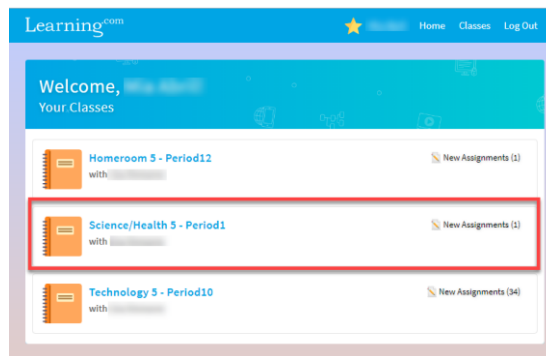 Learning.com
Home Classes Log Out
Welcome,
Your Classes
Homeroom 5 - Period12
New Assignments (1)
with
Science/Health 5 - Period1
New Assignments (1)
with
Technology 5 - Period10
New Assignments (34)
with